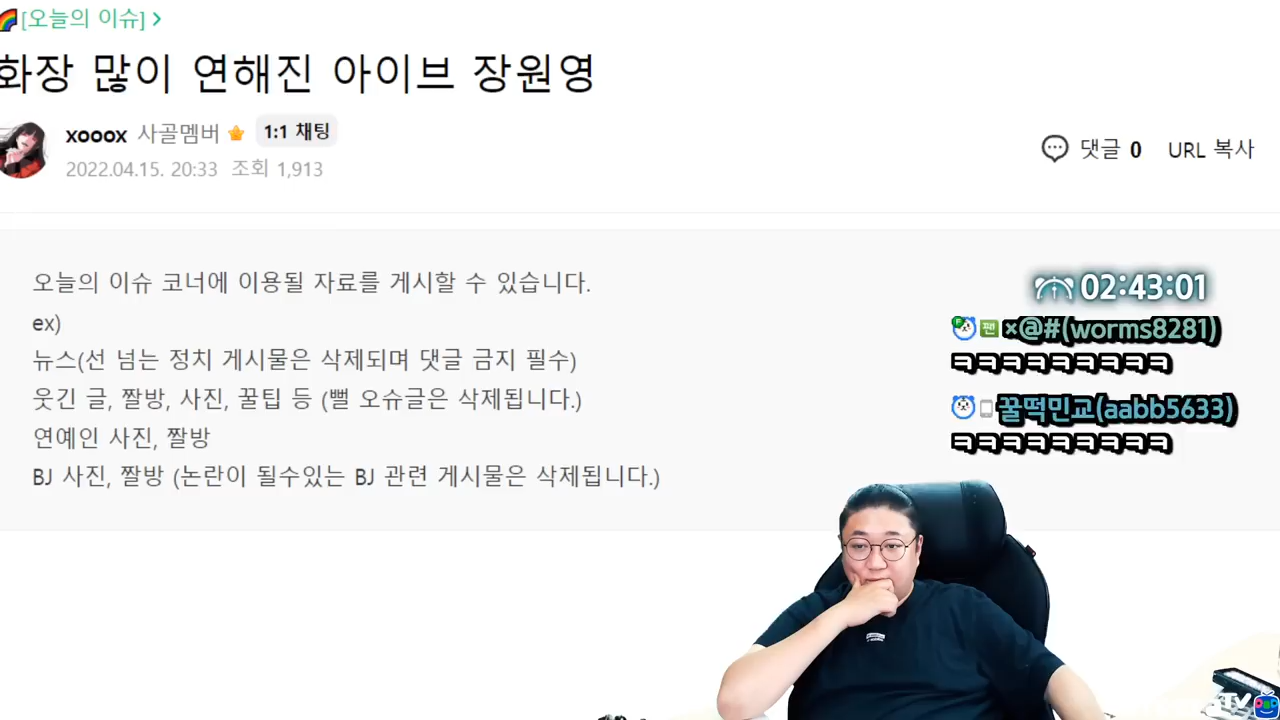 [오늘의 이슈] >
화장 많이 연해진 아이브 장원영
xooox 사골멤버 1:1 채팅
2022.04.15. 20:33 조회 1,913
댓글 0 URL 복사
오늘의 이슈 코너에 이용될 자료를 게시할 수 있습니다.
ex)
뉴스(선 넘는 정치 게시물은 삭제되며 댓글 금지 필수)
웃긴 글, 짤방, 사진, 꿀팁 등 (뻘 오슈글은 삭제됩니다.)
연예인 사진, 짤방
BJ 사진, 짤방 (논란이 될수있는 BJ 관련 게시물은 삭제됩니다.)
02:43:01
F 팬 ×@#(worms8281)
ㅋㅋㅋㅋㅋㅋㅋㅋㅋ
꿀떡민교(aabb5633)
ㅋㅋㅋㅋㅋㅋㅋㅋㅋ
TV